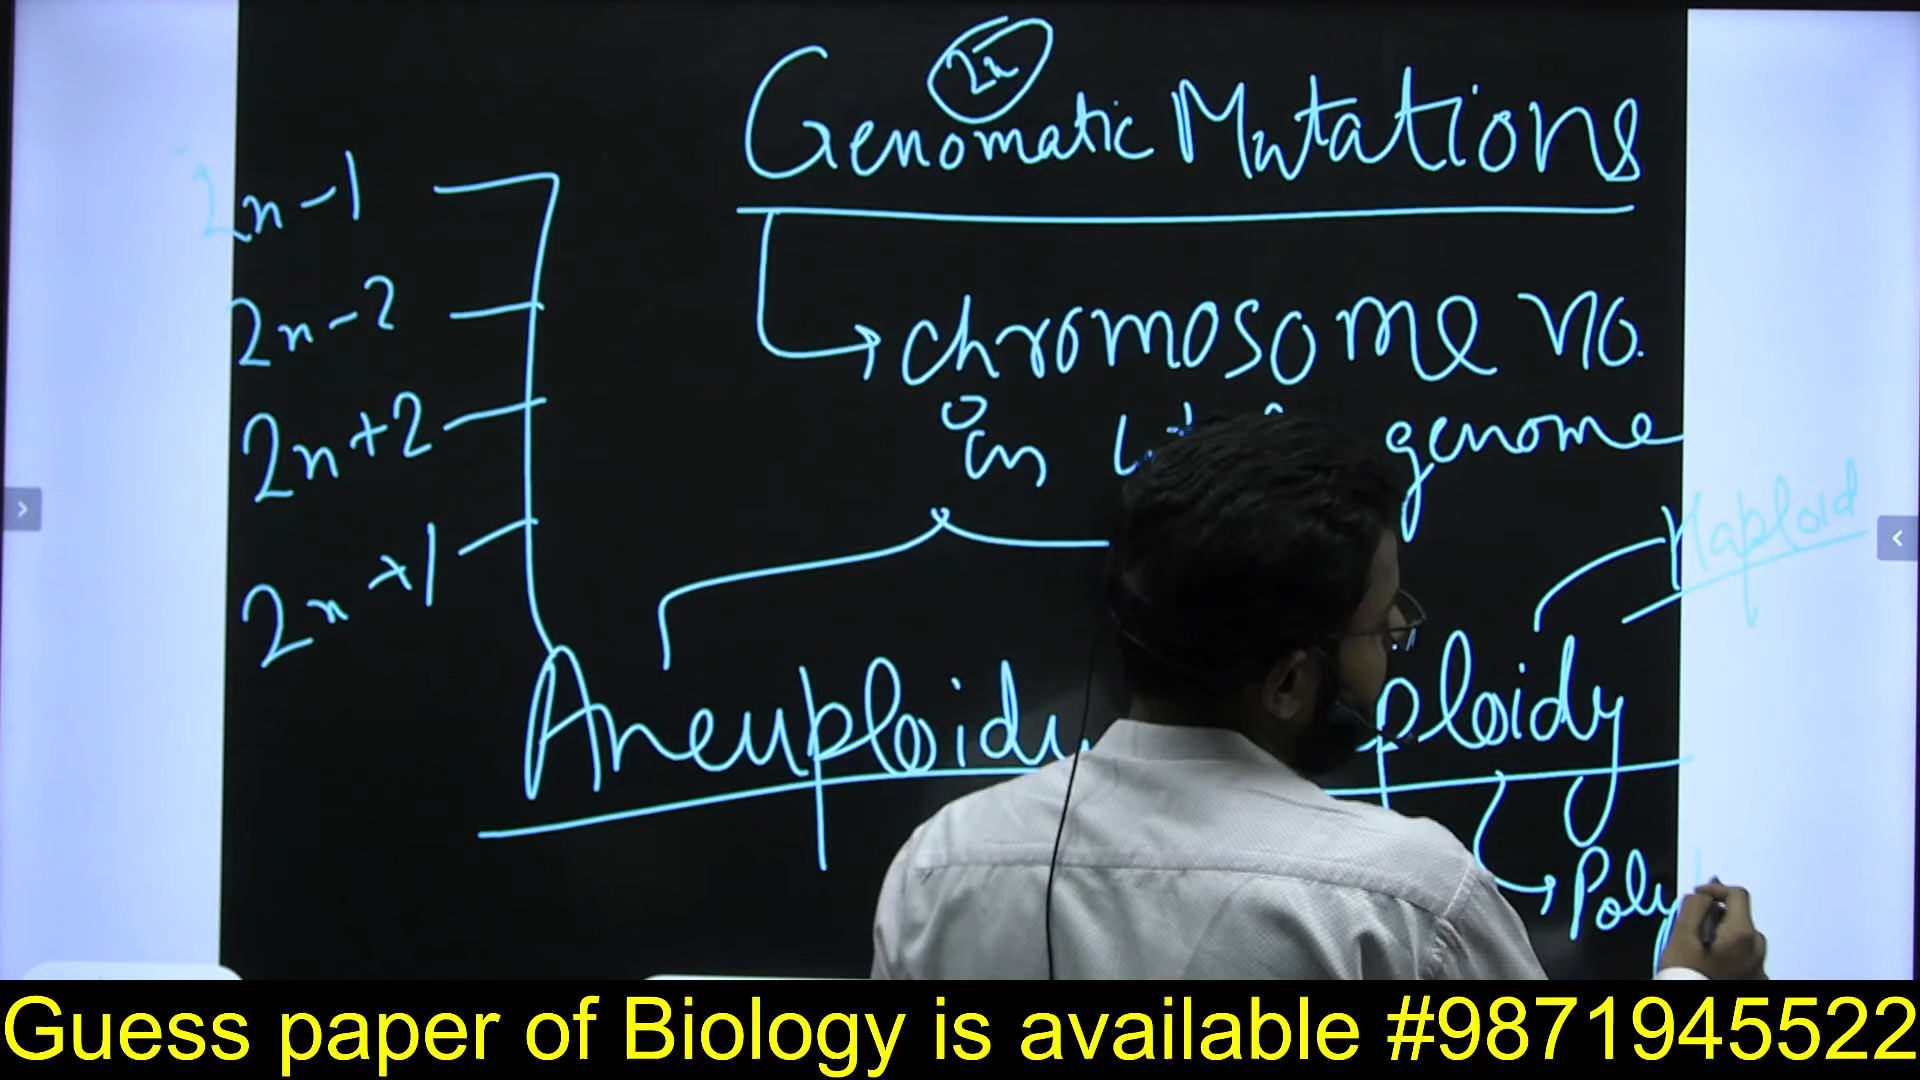 2n
Genomatic Mutations
chromosome no.
in genome
2n-1
2n-2
2n+2
2n+1
Haploid
Aneuploidy ploidy
Poly
Guess paper of Biology is available #9871945522